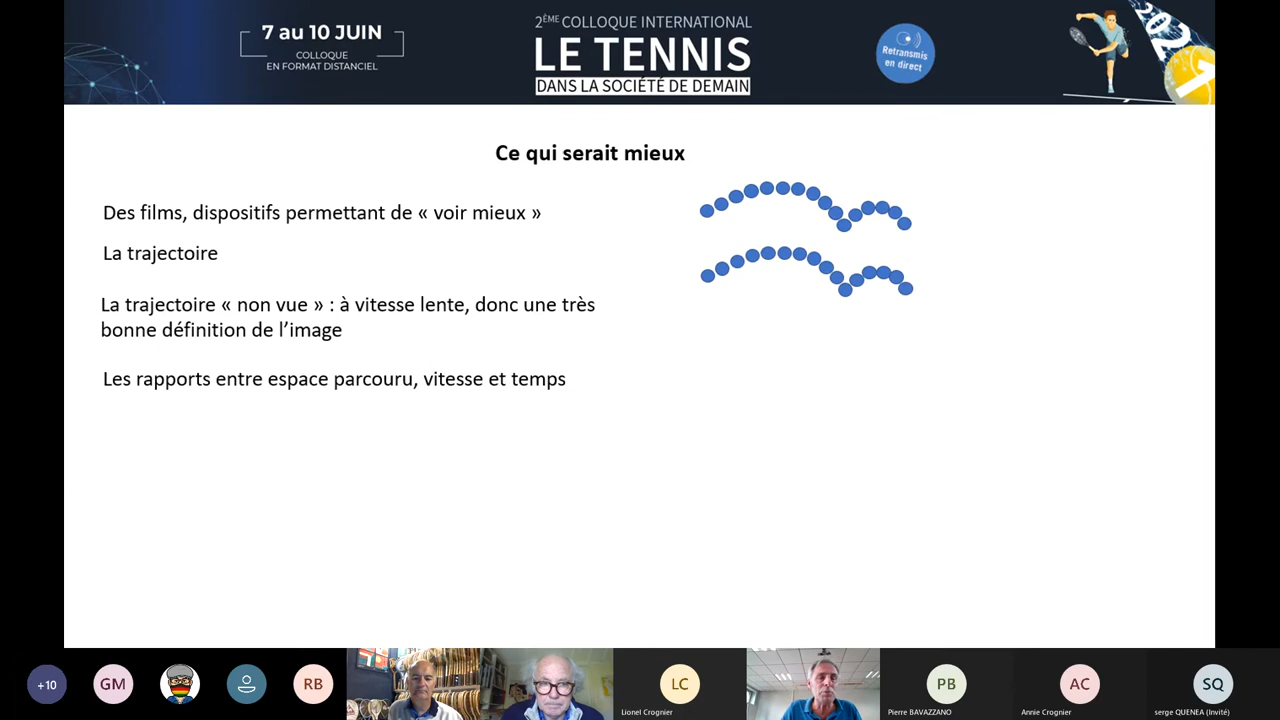 7 au 10 JUIN
COLLOQUE
EN FORMAT DISTANCIEL
2ÈME COLLOQUE INTERNATIONAL
LE TENNIS
DANS LA SOCIÉTÉ DE DEMAIN
Retransmis
en direct
202
1
Ce qui serait mieux
Des films, dispositifs permettant de « voir mieux »
La trajectoire
La trajectoire « non vue » : à vitesse lente, donc une très
bonne définition de l’image
Les rapports entre espace parcouru, vitesse et temps
+10
GM
RB
LC
Lionel Crognier
PB
Pierre BAVAZZANO
AC
Annie Crognier
SQ
serge QUENEA (Invité)